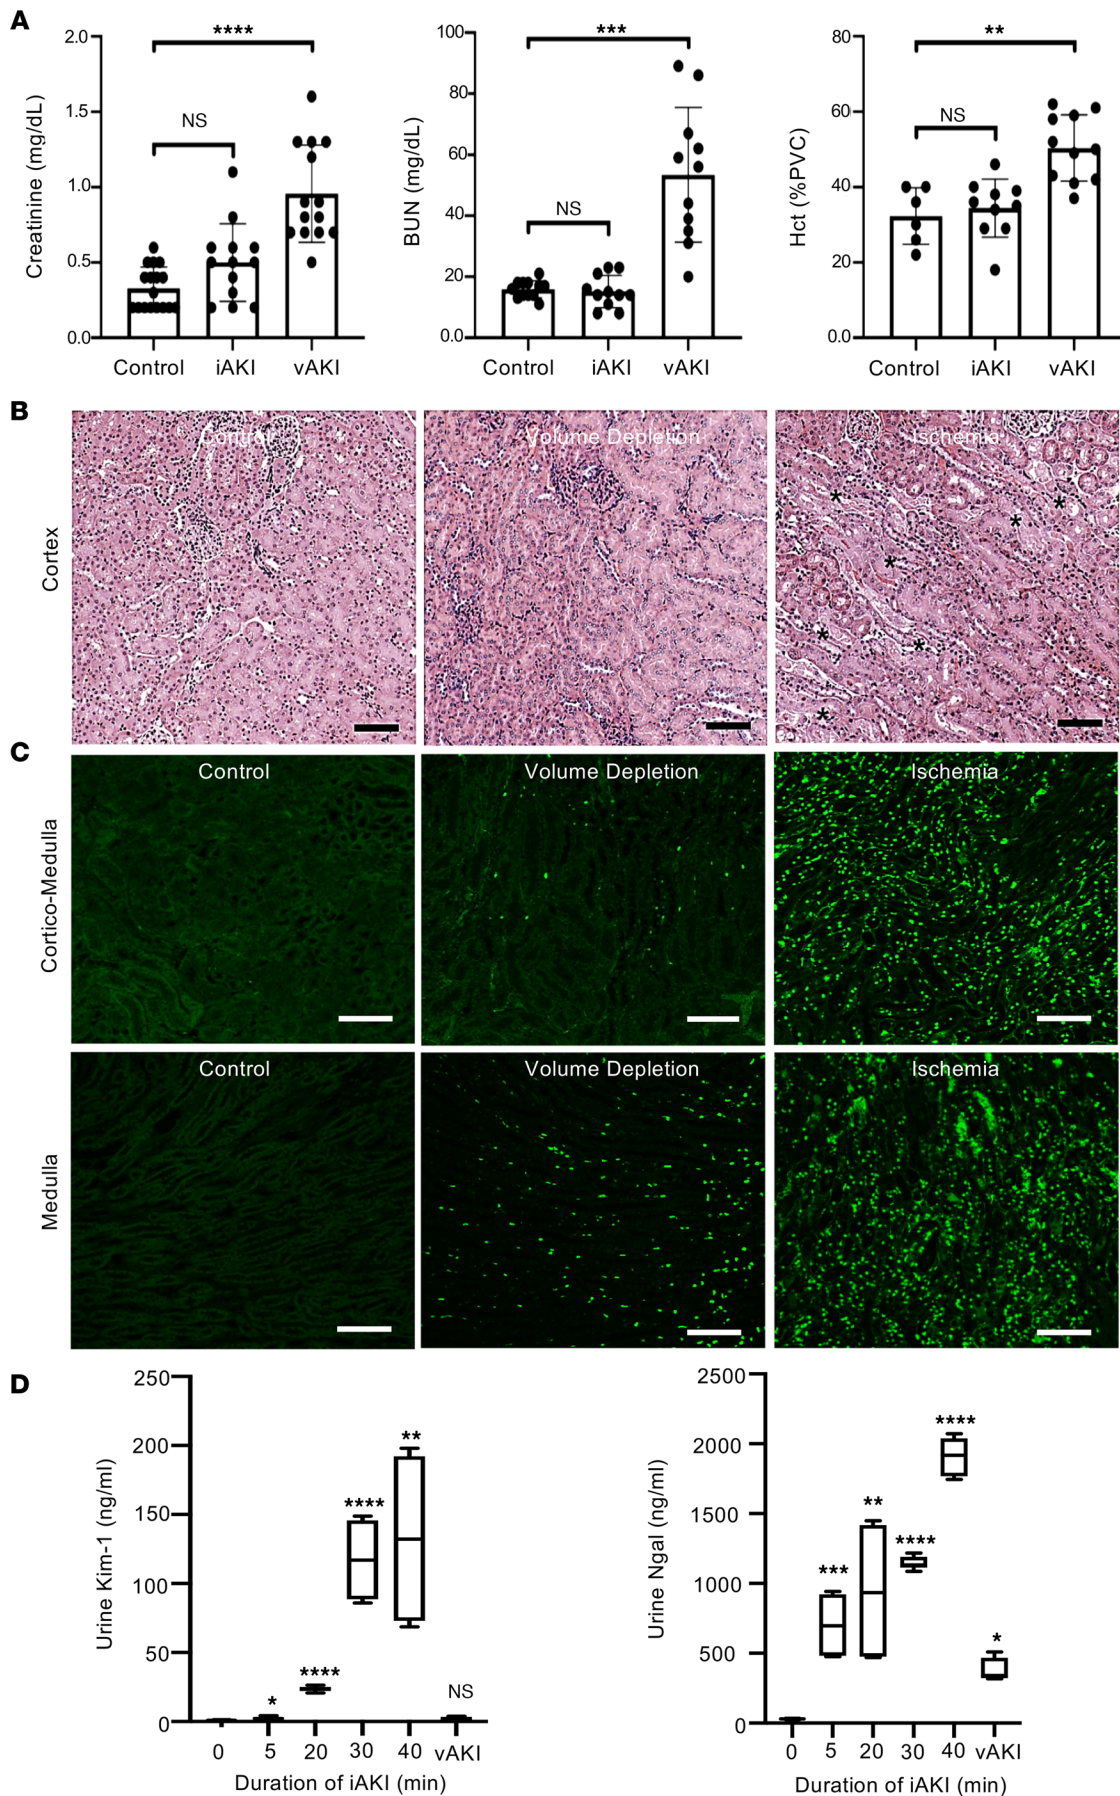 A
Creatinine (mg/dL)
2.0
1.5
1.0
0.5
0.0
****
NS
Control
iAKI
vAKI
BUN (mg/dL)
100
80
60
40
20
0.0
***
NS
Control
iAKI
vAKI
Hct (%PVC)
80
60
40
20
0.0
**
NS
Control
iAKI
vAKI
B
Cortex
Control
Volume Depletion
Ischemia
*
*
*
*
*
*
*
C
Cortico-Medulla
Control
Volume Depletion
Ischemia
Medulla
Control
Volume Depletion
Ischemia
D
Urine Kim-1 (ng/ml)
250
200
150
100
50
0
*
****
****
**
NS
0
5
20
30
40
vAKI
Duration of iAKI (min)
Urine Ngal (ng/ml)
2500
2000
1500
1000
500
0
***
**
****
****
*
0
5
20
30
40
vAKI
Duration of iAKI (min)